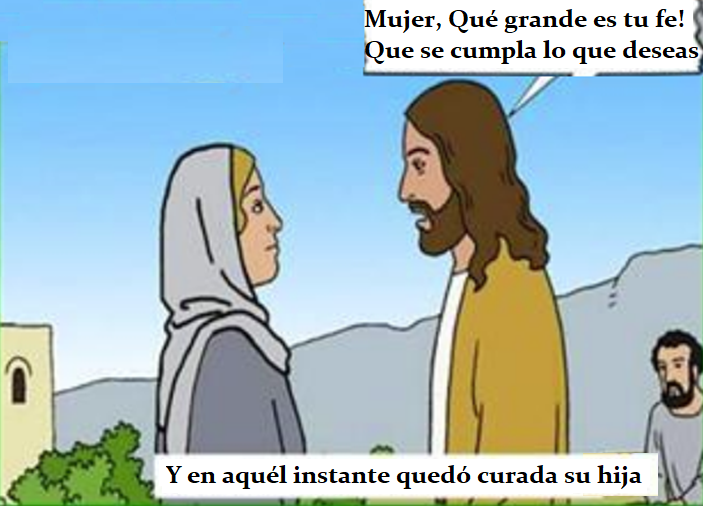 Mujer, Qué grande es tu fe!
Que se cumpla lo que deseas
Y en aquél instante quedó curada su hija